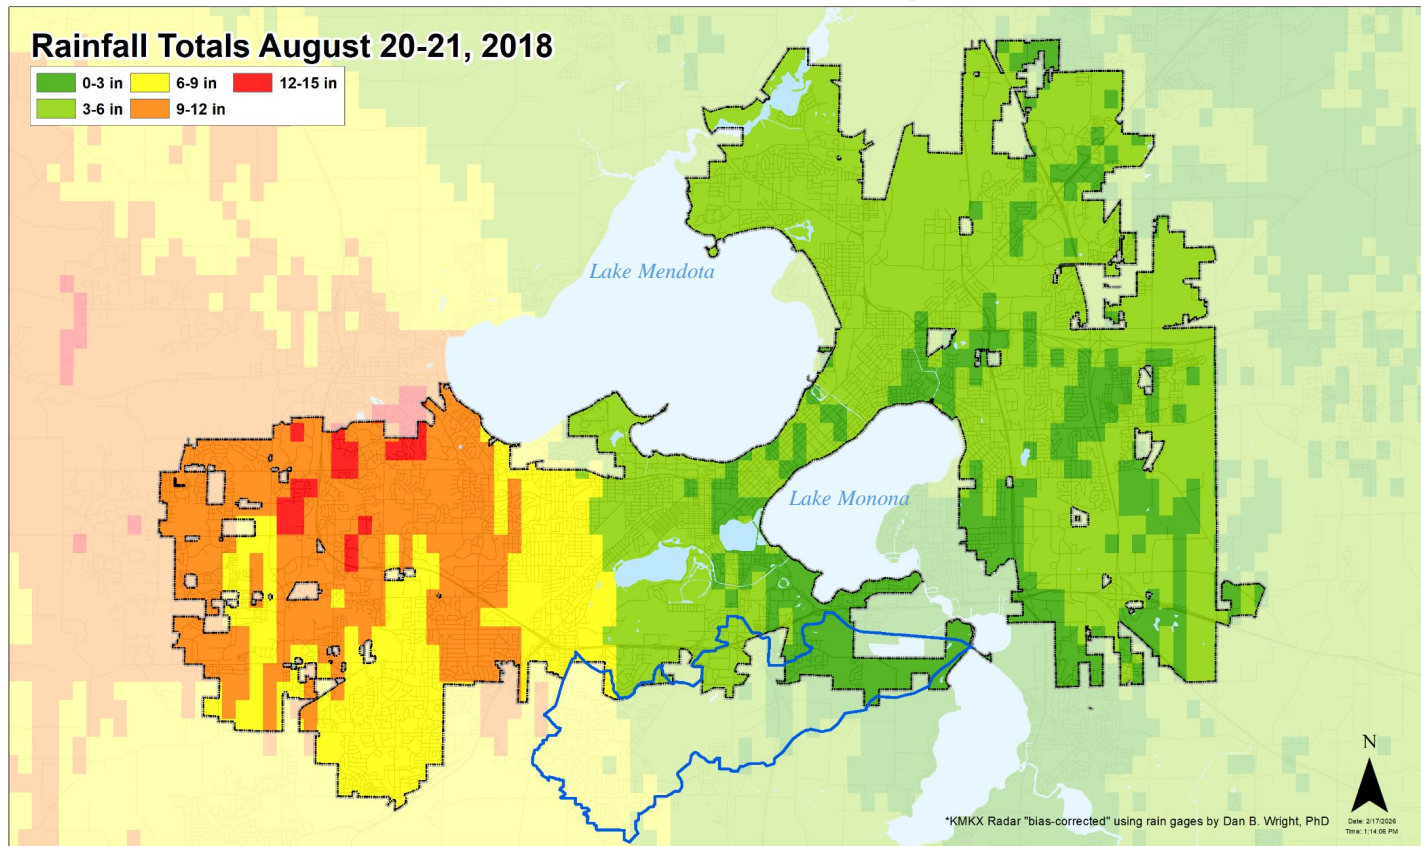 Rainfall Totals August 20-21, 2018
0-3 in 6-9 in 12-15 in
3-6 in 9-12 in
Lake Mendota
Lake Monona
N
*KMKX Radar "bias-corrected" using rain gages by Dan B. Wright, PhD
Date: 2/17/2026
Time: 1:14:06 PM